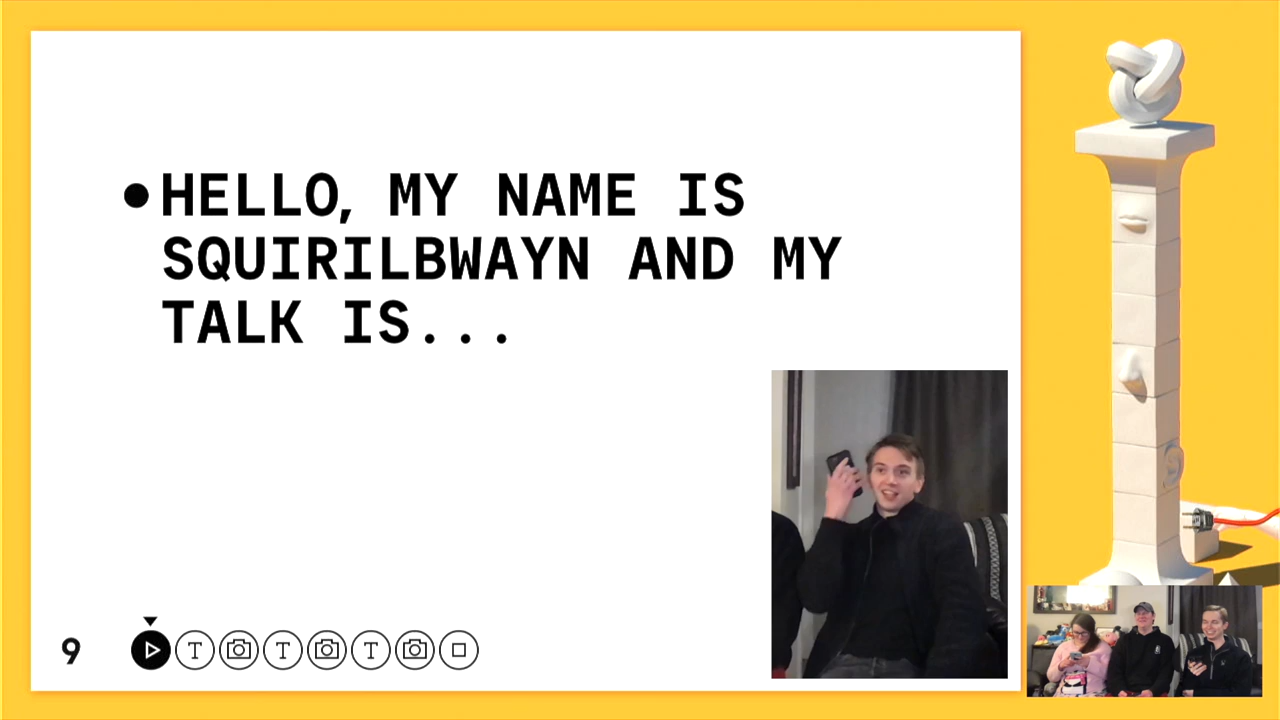 HELLO, MY NAME IS
SQUIRILBWAYN AND MY
TALK IS...
9
T T T